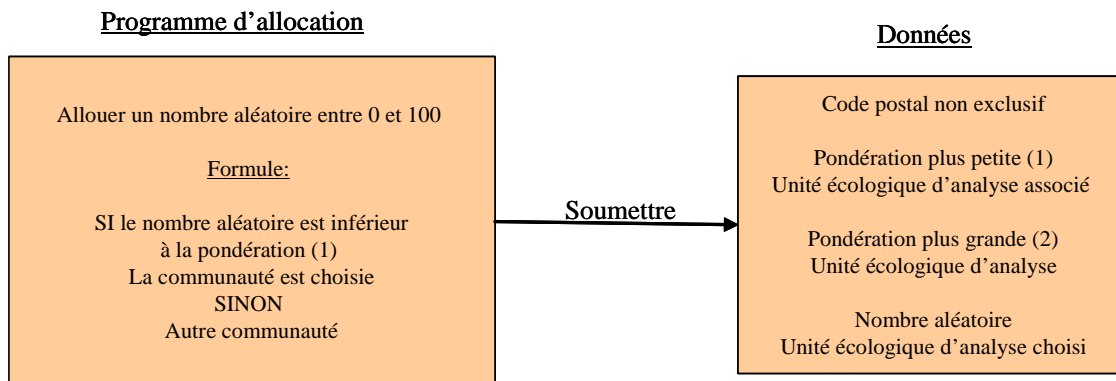 Programme d'allocation
Allouer un nombre aléatoire entre 0 et 100
Formule:
SI le nombre aléatoire est inférieur
à la pondération (1)
La communauté est choisie
SINON
Autre communauté
Soumettre
Données
Code postal non exclusif
Pondération plus petite (1)
Unité écologique d'analyse associé
Pondération plus grande (2)
Unité écologique d'analyse
Nombre aléatoire
Unité écologique d'analyse choisi